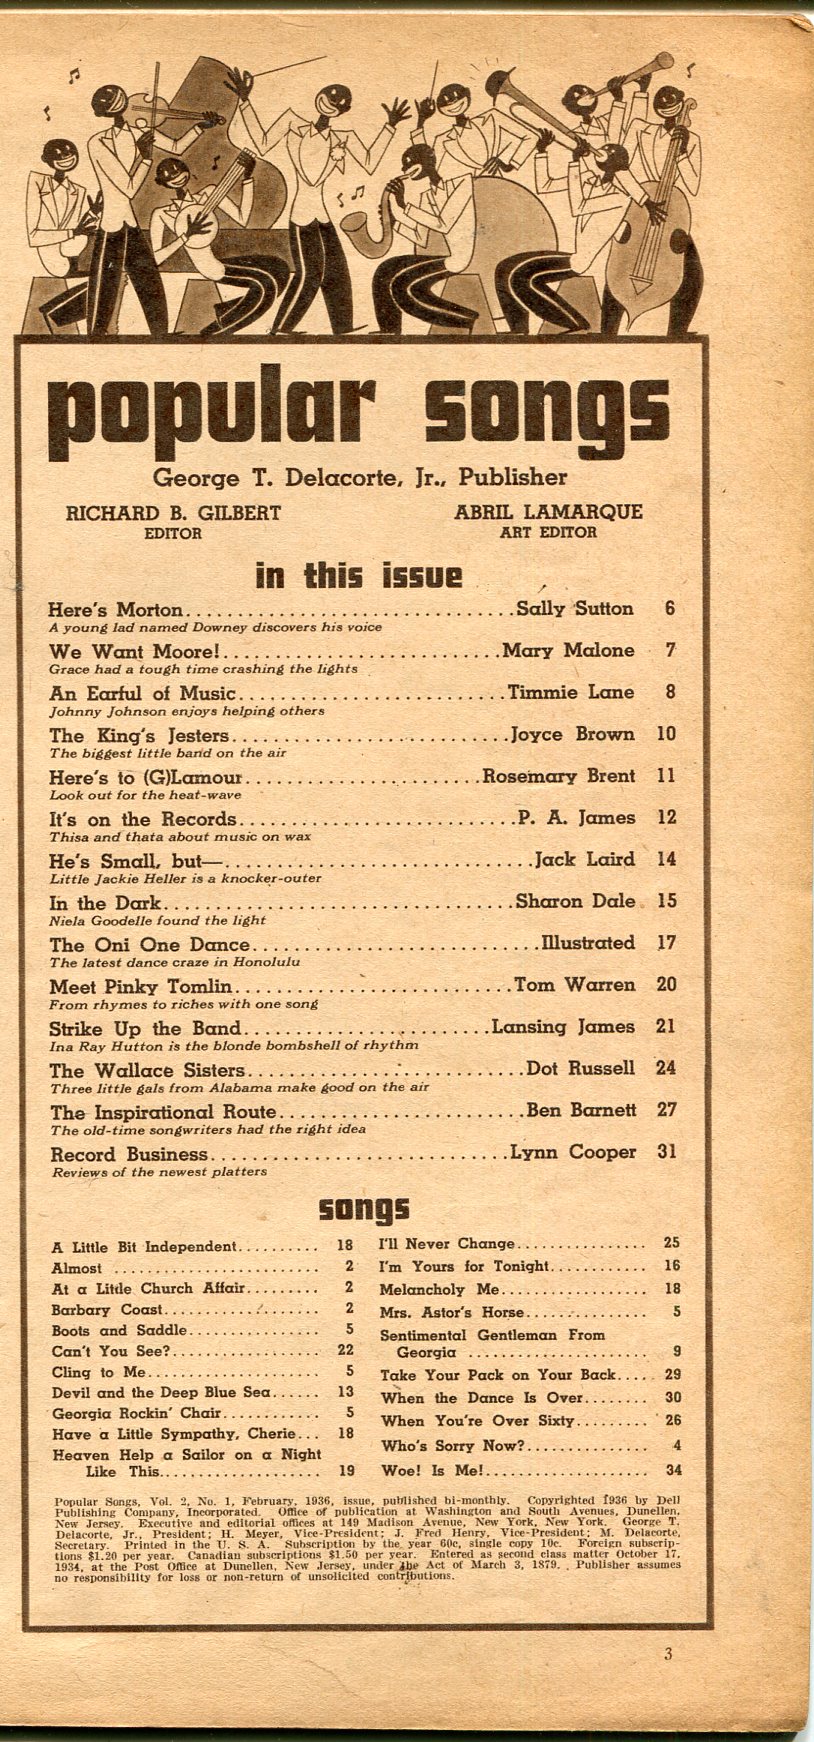 popular songs
George T. Delacorte, Jr., Publisher
RICHARD B. GILBERT
EDITOR
ABRIL LAMARQUE
ART EDITOR
in this issue
Here's Morton..............................Sally Sutton 6
A young lad named Downey discovers his voice
We Want Moore!..........................Mary Malone 7
Grace had a tough time crashing the lights
An Earful of Music.........................Timmie Lane 8
Johnny Johnson enjoys helping others
The King's Jesters..........................Joyce Brown 10
The biggest little band on the air
Here's to (G)Lamour......................Rosemary Brent 11
Look out for the heat-wave
It's on the Records..........................P. A. James 12
Thisa and thata about music on wax
He's Small, but—.............................Jack Laird 14
Little Jackie Heller is a knocker-outer
In the Dark.................................Sharon Dale 15
Niela Goodelle found the light
The Oni One Dance...........................Illustrated 17
The latest dance craze in Honolulu
Meet Pinky Tomlin..........................Tom Warren 20
From rhymes to riches with one song
Strike Up the Band.......................Lansing James 21
Ina Ray Hutton is the blonde bombshell of rhythm
The Wallace Sisters..........................Dot Russell 24
Three little gals from Alabama make good on the air
The Inspirational Route.......................Ben Barnett 27
The old-time songwriters had the right idea
Record Business............................Lynn Cooper 31
Reviews of the newest platters
songs
A Little Bit Independent.......... 18
Almost ......................... 2
At a Little Church Affair......... 2
Barbary Coast................... 2
Boots and Saddle................ 5
Can't You See?.................. 22
Cling to Me..................... 5
Devil and the Deep Blue Sea...... 13
Georgia Rockin' Chair............ 5
Have a Little Sympathy, Cherie... 18
Heaven Help a Sailor on a Night
Like This..................... 19
I'll Never Change................ 25
I'm Yours for Tonight............ 16
Melancholy Me.................. 18
Mrs. Astor's Horse............... 5
Sentimental Gentleman From
Georgia ...................... 9
Take Your Pack on Your Back..... 29
When the Dance Is Over........ 30
When You're Over Sixty......... 26
Who's Sorry Now?............... 4
Woe! Is Me!.................... 34
Popular Songs, Vol. 2, No. 1, February, 1936, issue, published bi-monthly. Copyrighted 1936 by Dell
Publishing Company, Incorporated. Office of publication at Washington and South Avenues, Dunellen,
New Jersey. Executive and editorial offices at 149 Madison Avenue, New York, New York. George T.
Delacorte, Jr., President; H. Meyer, Vice-President; J. Fred Henry, Vice-President; M. Delacorte,
Secretary. Printed in the U. S. A. Subscription by the year 60c, single copy 10c. Foreign subscrip-
tions $1.20 per year. Canadian subscriptions $1.50 per year. Entered as second class matter October 17,
1934, at the Post Office at Dunellen, New Jersey, under the Act of March 3, 1879. Publisher assumes
no responsibility for loss or non-return of unsolicited contributions.
3